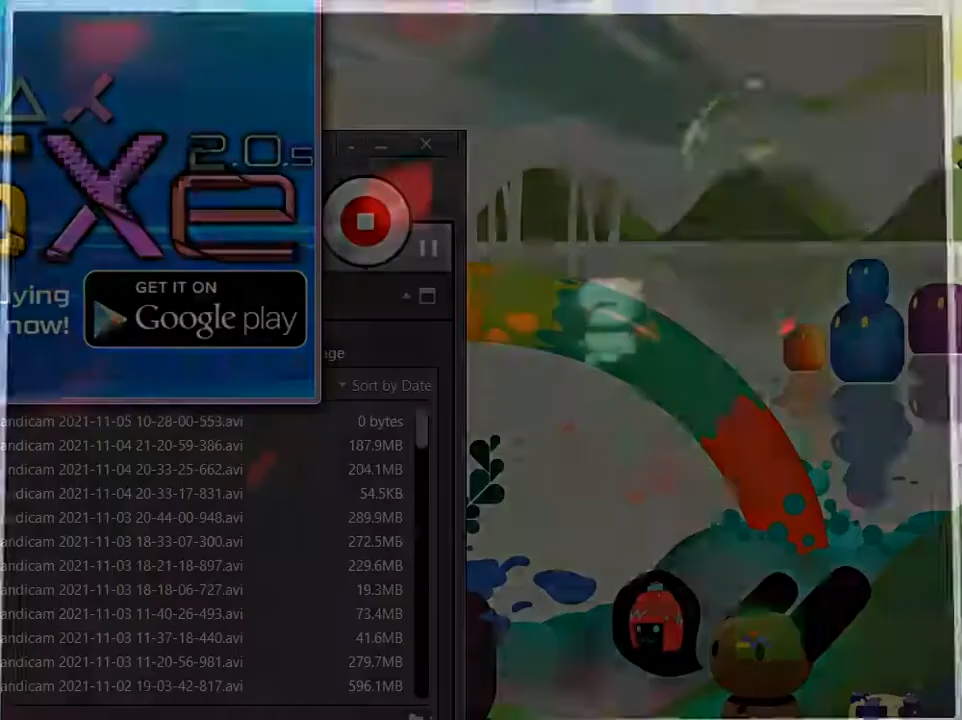 Xe 2.0.5
ying
now!
GET IT ON
Google play
age
Sort by Date
andicam 2021-11-05 10-28-00-553.avi 0 bytes
ndicam 2021-11-04 21-20-59-386.avi 187.9MB
ndicam 2021-11-04 20-33-25-662.avi 204.1MB
ndicam 2021-11-04 20-33-17-831.avi 54.5KB
andicam 2021-11-03 20-44-00-948.avi 289.9MB
andicam 2021-11-03 18-33-07-300.avi 272.5MB
andicam 2021-11-03 18-21-18-897.avi 229.6MB
ndicam 2021-11-03 18-18-06-727.avi 19.3MB
ndicam 2021-11-03 11-40-26-493.avi 73.4MB
ndicam 2021-11-03 11-37-18-440.avi 41.6MB
andicam 2021-11-03 11-20-56-981.avi 279.7MB
andicam 2021-11-02 19-03-42-817.avi 596.1MB